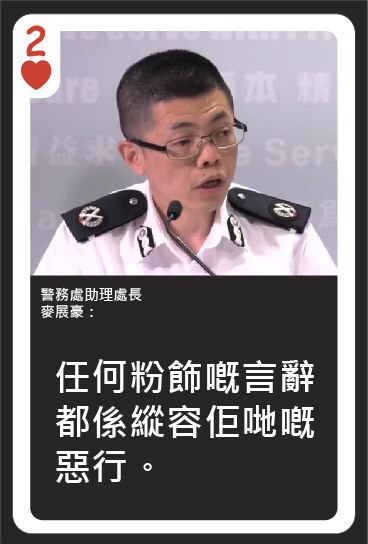 2
警務處助理處長
麥展豪：
任何粉飾嘅言辭
都係縱容佢哋嘅
惡行。